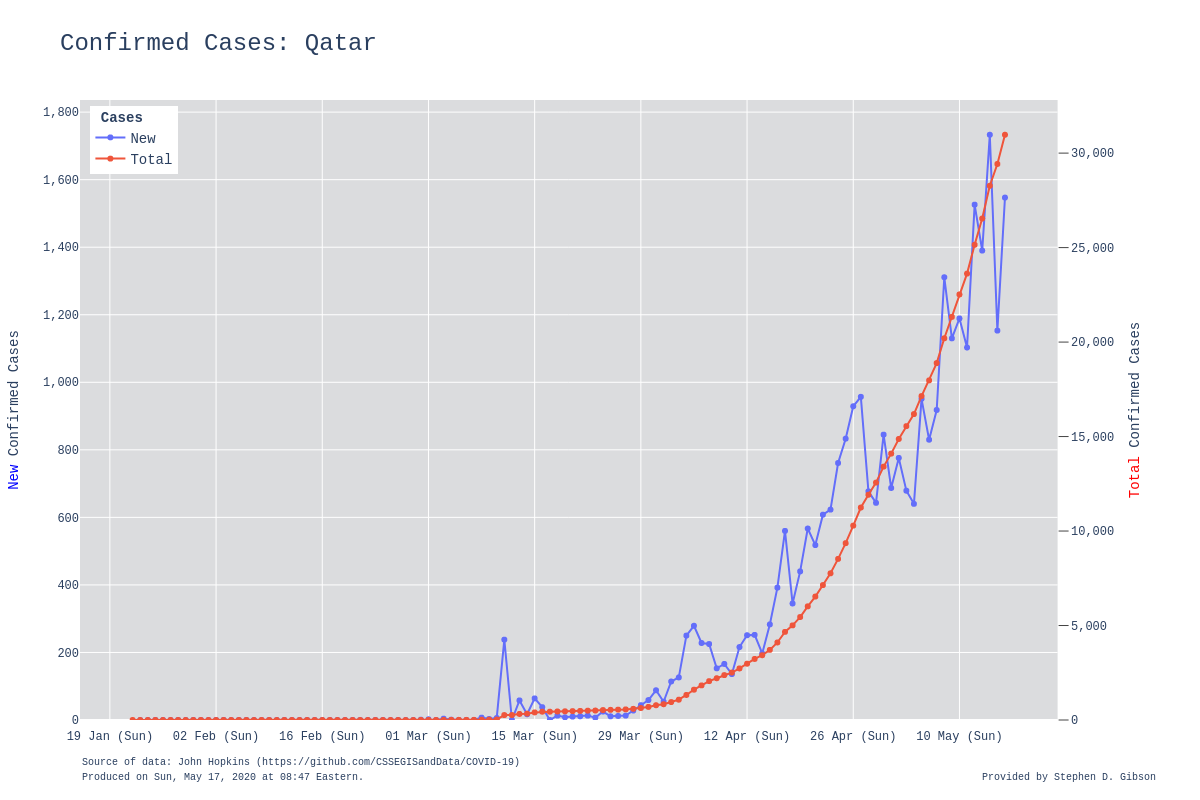 Confirmed Cases: Qatar
Cases
New
Total
1,800
1,600
1,400
1,200
1,000
800
600
400
200
0
30,000
25,000
20,000
15,000
10,000
5,000
0
New Confirmed Cases
Total Confirmed Cases
19 Jan (Sun) 02 Feb (Sun) 16 Feb (Sun) 01 Mar (Sun) 15 Mar (Sun) 29 Mar (Sun) 12 Apr (Sun) 26 Apr (Sun) 10 May (Sun)
Source of data: John Hopkins (https://github.com/CSSEGISandData/COVID-19)
Produced on Sun, May 17, 2020 at 08:47 Eastern.
Provided by Stephen D. Gibson